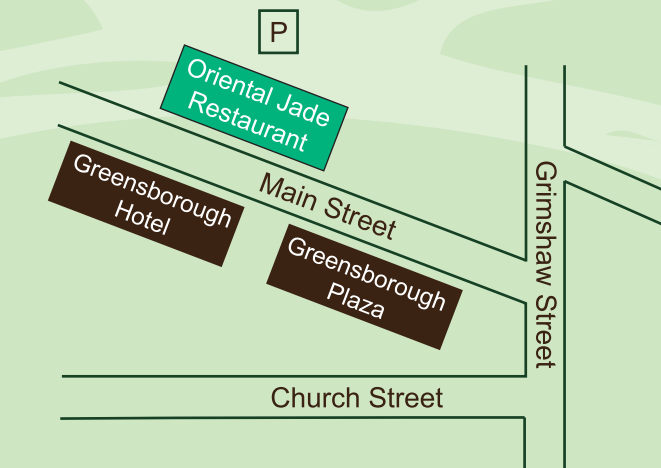 P
Oriental Jade
Restaurant
Greensborough
Hotel
Main Street
Greensborough
Plaza
Grimshaw Street
Church Street